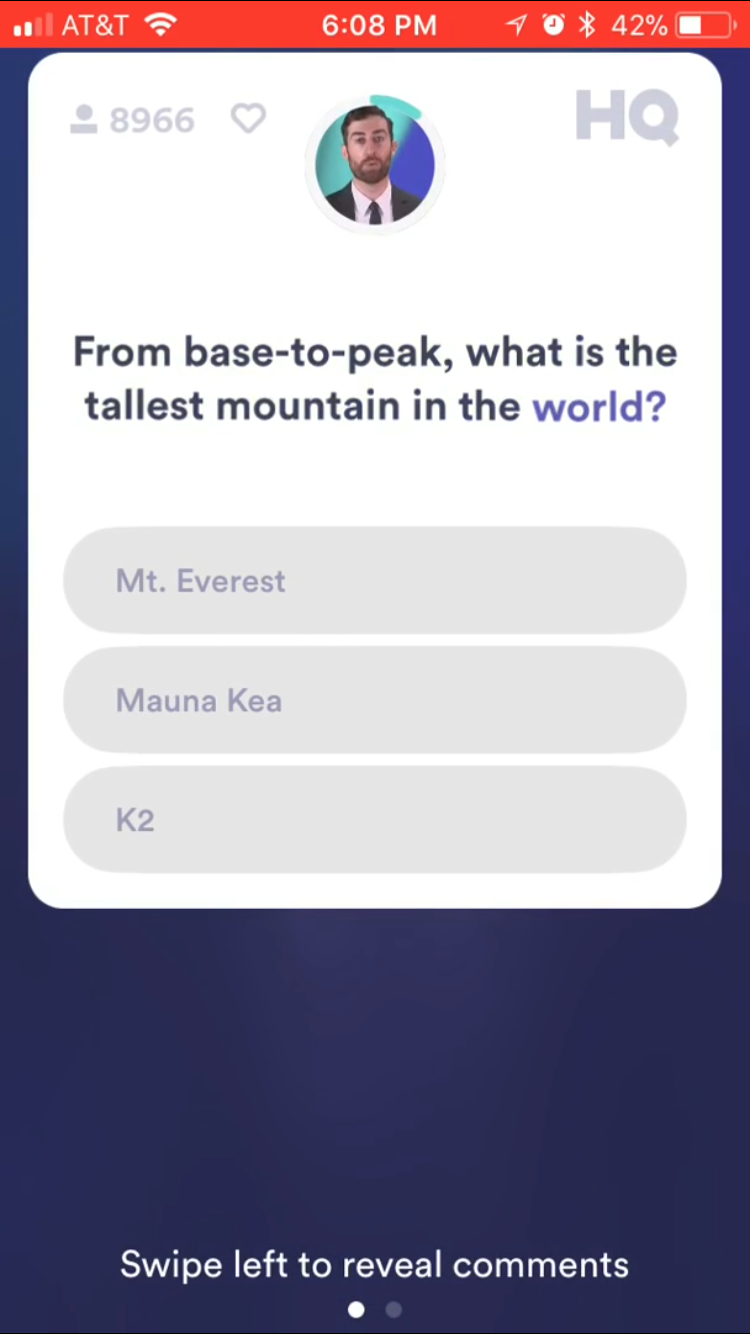 AT&T 6:08 PM 42%
8966 HQ
From base-to-peak, what is the
tallest mountain in the world?
Mt. Everest
Mauna Kea
K2
Swipe left to reveal comments